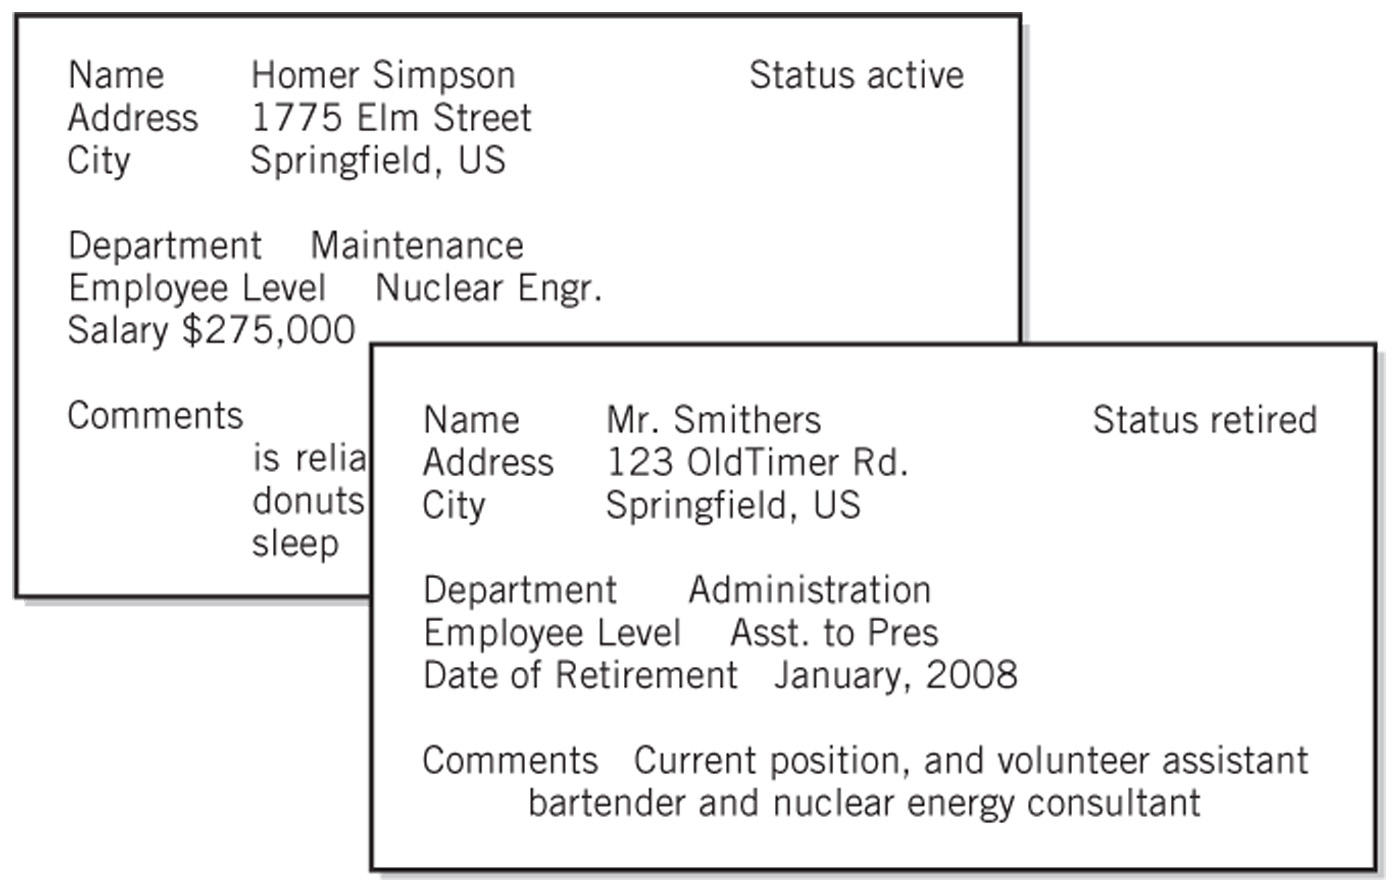 Name Homer Simpson Status active
Address 1775 Elm Street
City Springfield, US
Department Maintenance
Employee Level Nuclear Engr.
Salary $275,000
Comments
is
donuts
sleep
Name Mr. Smithers Status retired
Address 123 OldTimer Rd.
City Springfield, US
Department Administration
Employee Level Asst. to Pres
Date of Retirement January, 2008
Comments Current position, and volunteer assistant
bartender and nuclear energy consultant